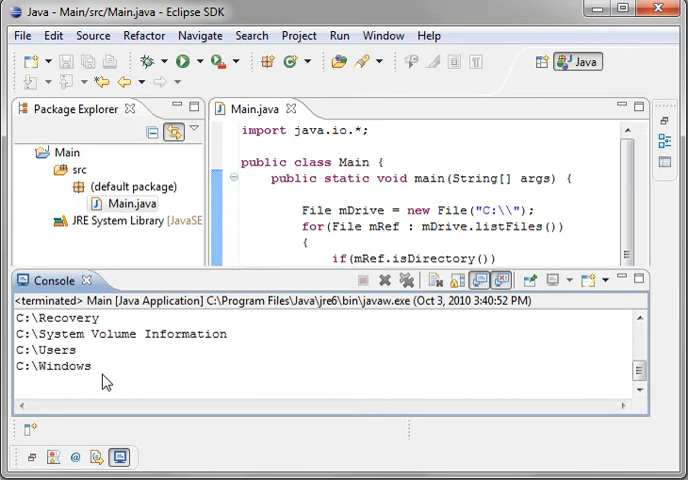 Java - Main/src/Main.java - Eclipse SDK
File Edit Source Refactor Navigate Search Project Run Window Help
Java
Package Explorer
Main
src
(default package)
Main.java
JRE System Library [JavaSE
Main.java
import java.io.*;
public class Main {
public static void main(String[] args) {
File mDrive = new File("C:\\");
for(File mRef : mDrive.listFiles())
{
if(mRef.isDirectory())
Console
<terminated> Main [Java Application] C:\Program Files\Java\jre6\bin\javaw.exe (Oct 3, 2010 3:40:52 PM)
C:\Recovery
C:\System Volume Information
C:\Users
C:\Windows